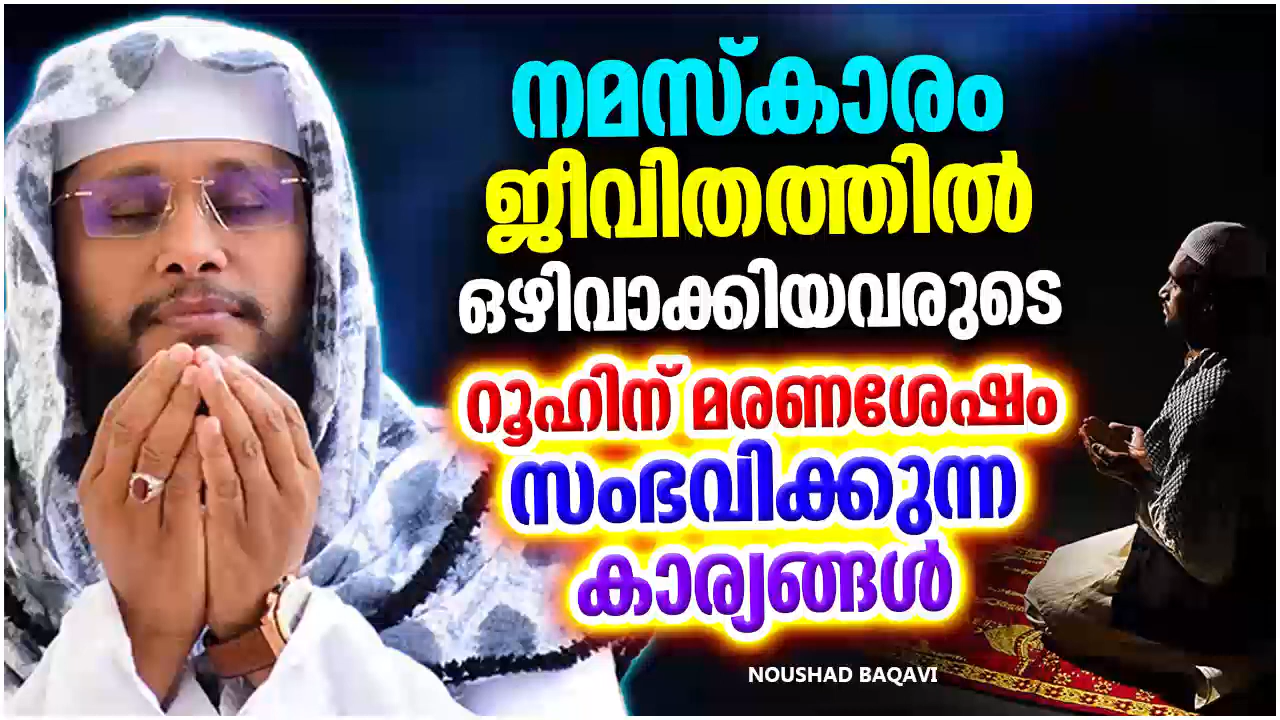 നമസ്കാരം
ജീവിതത്തിൽ
ഒഴിവാക്കിയവരുടെ
റൂഹിന് മരണശേഷം
സംഭവിക്കുന്ന
കാര്യങ്ങൾ
NOUSHAD BAQAVI